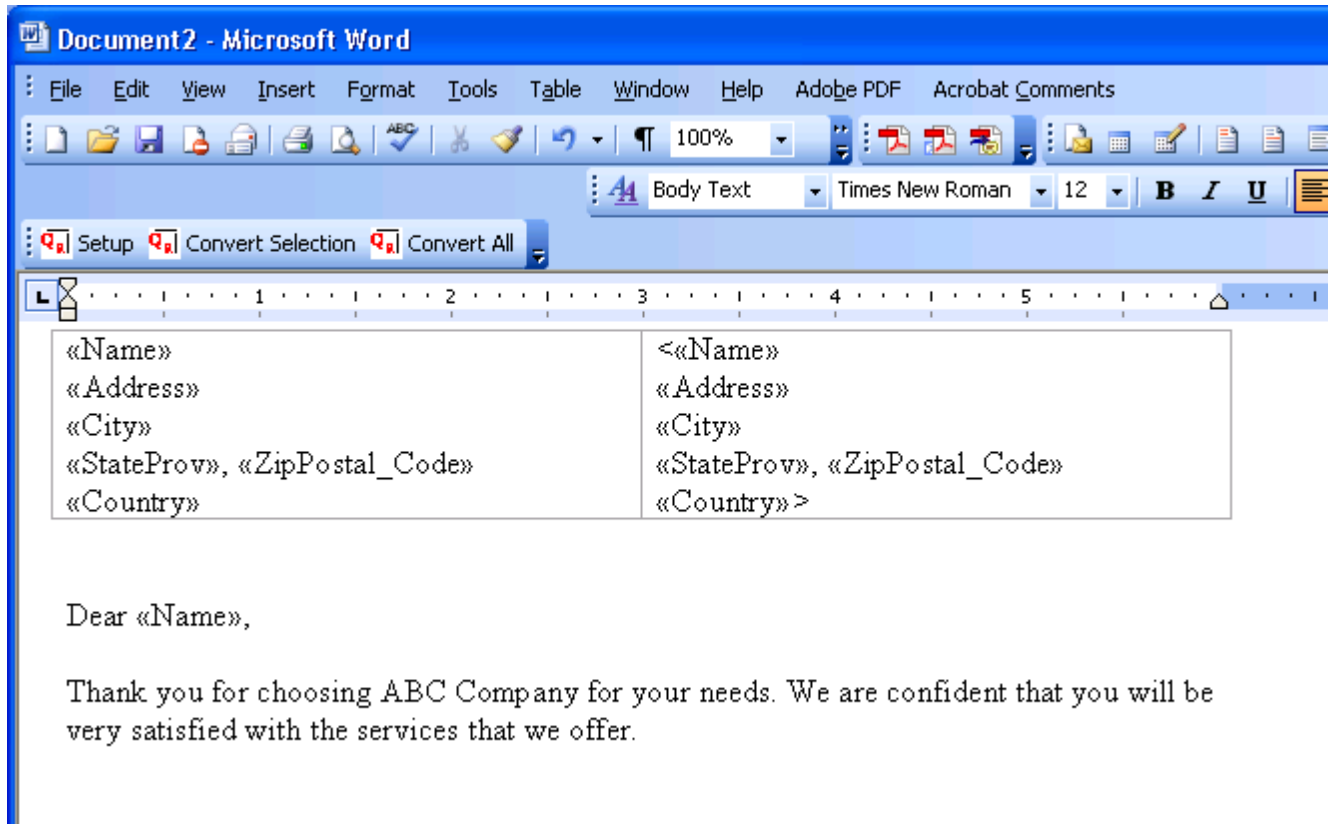 Document2 - Microsoft Word
File Edit View Insert Format Tools Table Window Help Adobe PDF Acrobat Comments
ABC ¶ 100%
Body Text Times New Roman 12 B I U
Setup Convert Selection Convert All
1 2 3 4 5
«Name» <«Name»
«Address» «Address»
«City» «City»
«StateProv», «ZipPostal_Code» «StateProv», «ZipPostal_Code»
«Country» «Country»>
Dear «Name»,
Thank you for choosing ABC Company for your needs. We are confident that you will be
very satisfied with the services that we offer.